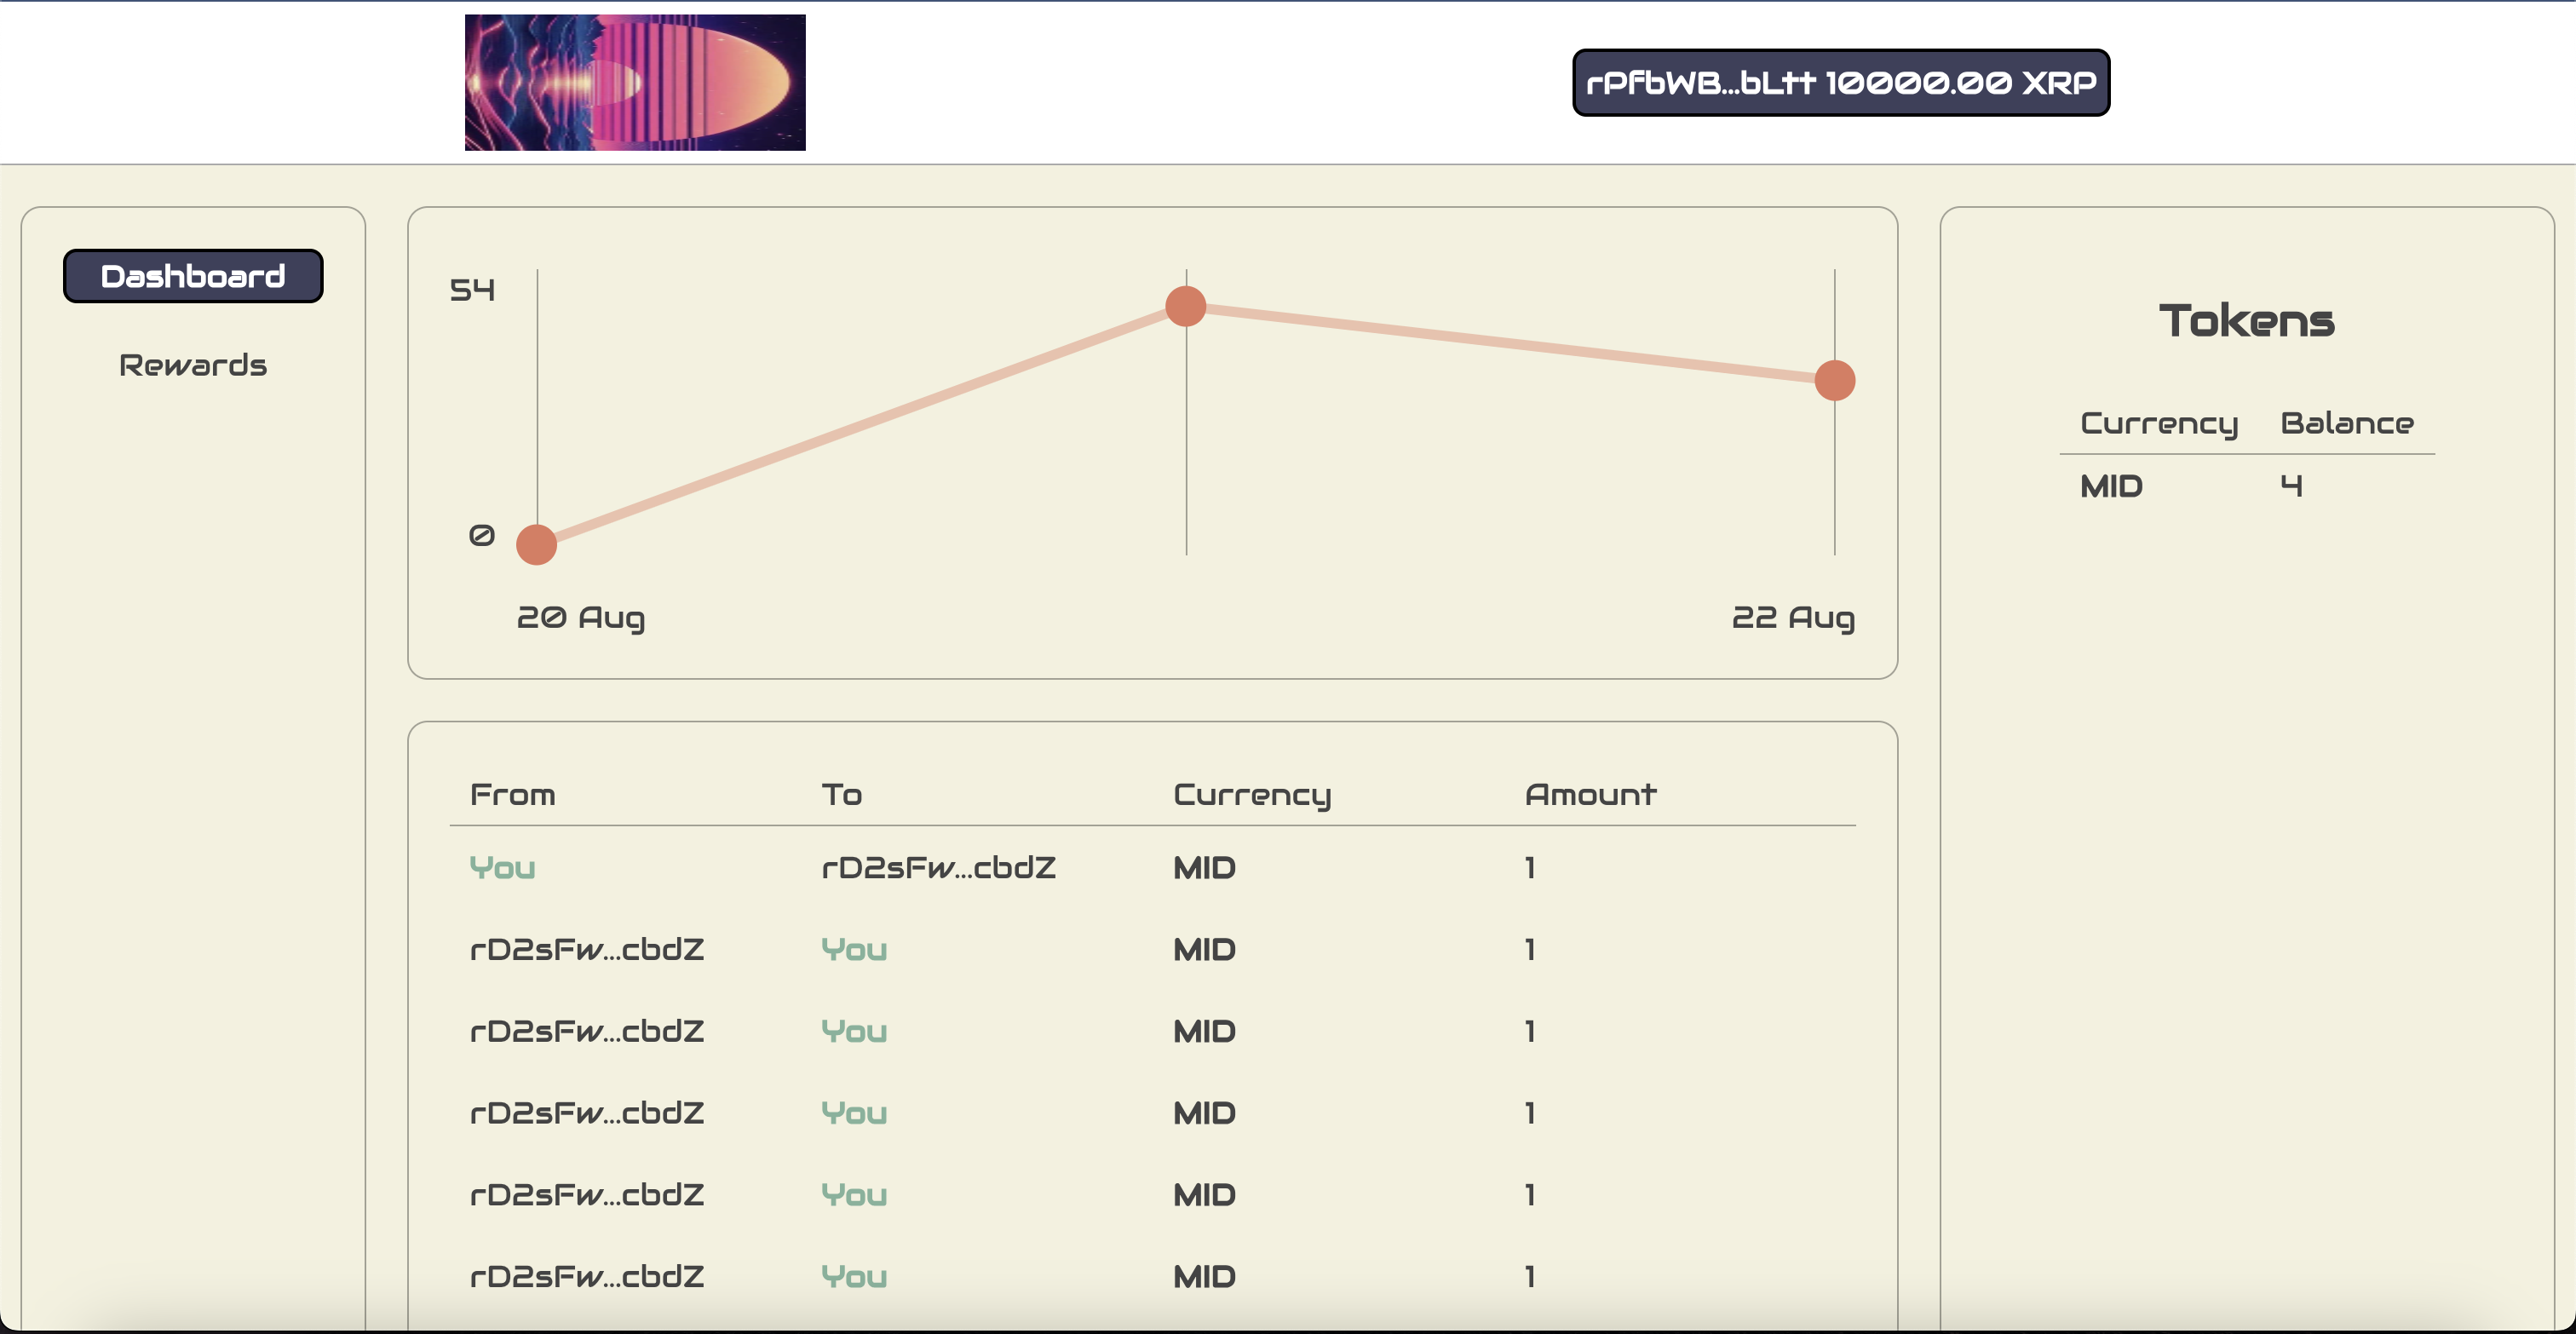 rPfbWB...bLtt 10000.00 XRP
Dashboard
Rewards
54
0
20 Aug
22 Aug
Tokens
Currency Balance
MID 4
From To Currency Amount
You rD2sFw...cbdZ MID 1
rD2sFw...cbdZ You MID 1
rD2sFw...cbdZ You MID 1
rD2sFw...cbdZ You MID 1
rD2sFw...cbdZ You MID 1
rD2sFw...cbdZ You MID 1